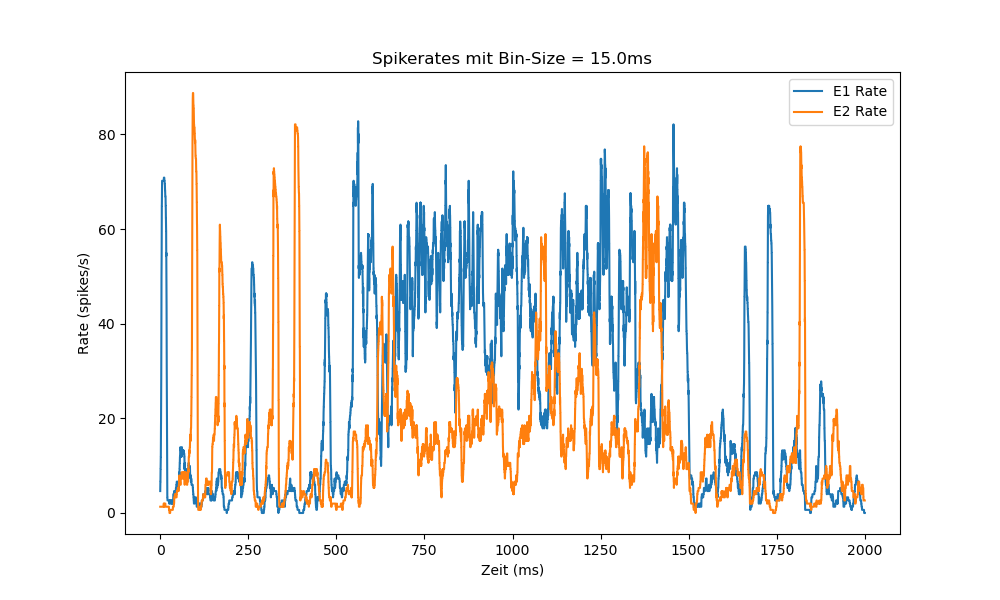 Spikerates mit Bin-Size = 15.0ms
E1 Rate
E2 Rate
80
60
40
20
0
Rate (spikes/s)
0 250 500 750 1000 1250 1500 1750 2000
Zeit (ms)